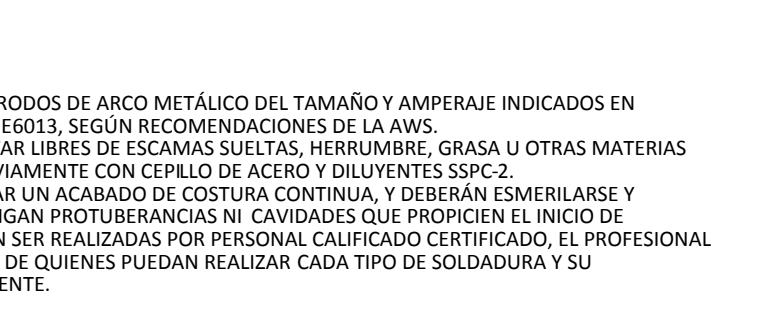 RODOS DE ARCO METÁLICO DEL TAMAÑO Y AMPERAJE INDICADOS EN
E6013, SEGÚN RECOMENDACIONES DE LA AWS.
AR LIBRES DE ESCAMAS SUELTAS, HERRUMBRE, GRASA U OTRAS MATERIAS
VIAMENTE CON CEPILLO DE ACERO Y DILUYENTES SSPC-2.
AR UN ACABADO DE COSTURA CONTINUA, Y DEBERÁN ESMERILARSE Y
NGAN PROTUBERANCIAS NI CAVIDADES QUE PROPICIEN EL INICIO DE
N SER REALIZADAS POR PERSONAL CALIFICADO CERTIFICADO, EL PROFESIONAL
DE QUIENES PUEDAN REALIZAR CADA TIPO DE SOLDADURA Y SU
ENTE.